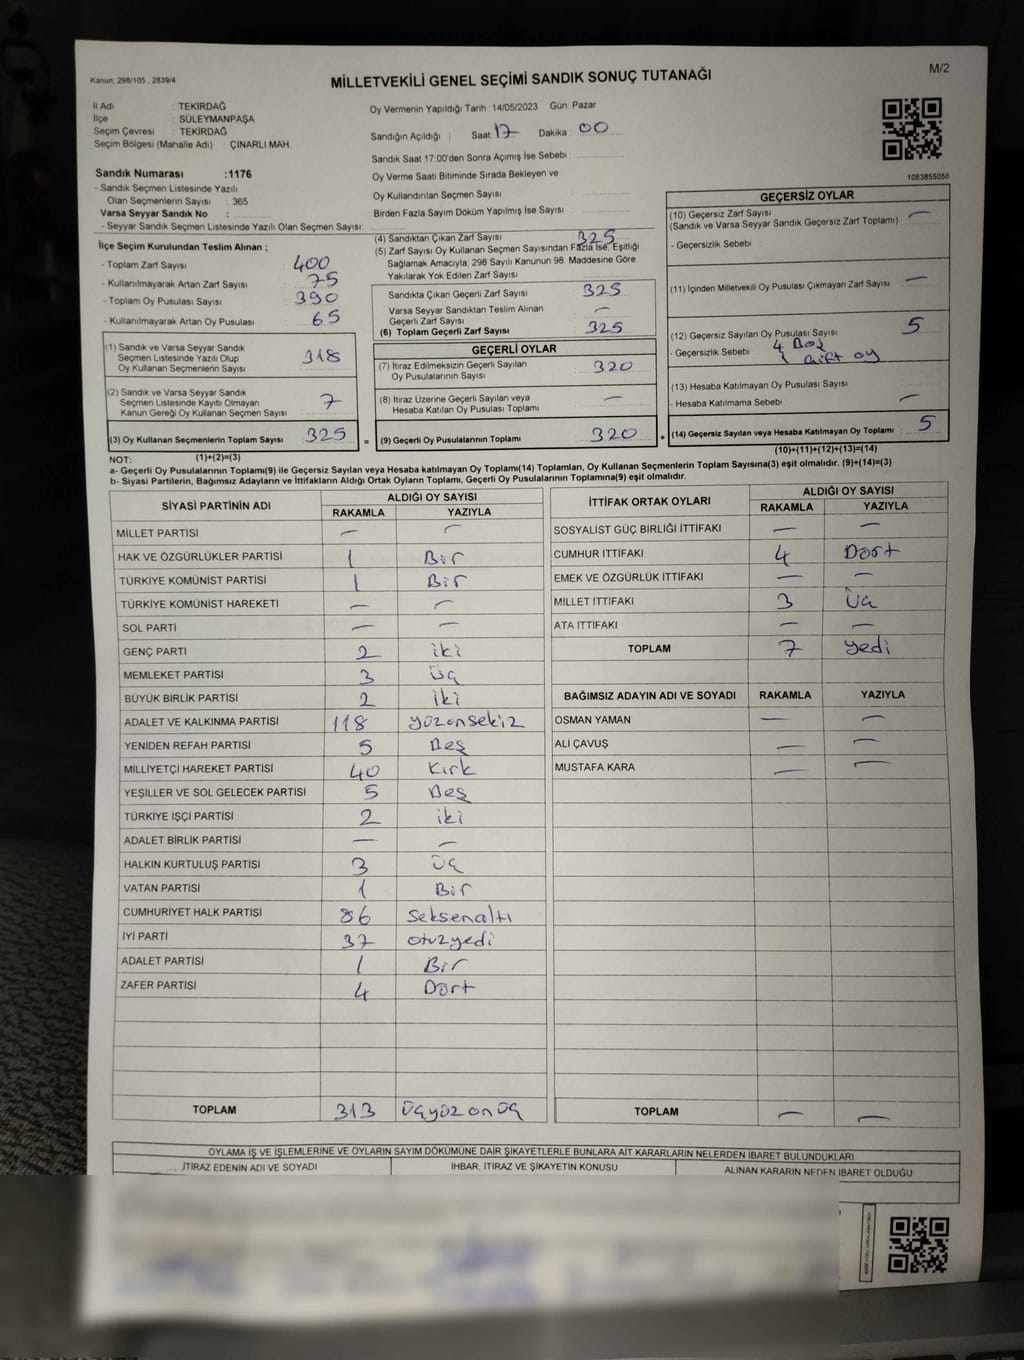 Kanun, 298/105 , 2839/4
MİLLETVEKİLİ GENEL SEÇİMİ SANDIK SONUÇ TUTANAĞI
M/2
İl Adı : TEKİRDAĞ
İlçe : SÜLEYMANPAŞA
Seçim Çevresi : TEKİRDAĞ
Seçim Bölgesi (Mahalle Adı) : ÇINARLI MAH.
Oy Vermenin Yapıldığı Tarih :14/05/2023 Gün: Pazar
Sandığın Açıldığı Saat: 17 Dakika : 00
Sandık Saat 17:00'den Sonra Açımış İse Sebebi :
Oy Verme Saati Bitiminde Sırada Bekleyen ve
Oy Kullandırılan Seçmen Sayısı :
Birden Fazla Sayım Döküm Yapılmış İse Sayısı :
1083855058
Sandık Numarası :1176
- Sandık Seçmen Listesinde Yazılı
Olan Seçmenlerin Sayısı : 365
Varsa Seyyar Sandık No :
- Seyyar Sandık Seçmen Listesinde Yazılı Olan Seçmen Sayısı:
İlçe Seçim Kurulundan Teslim Alınan ;
- Toplam Zarf Sayısı : 400
- Kullanılmayarak Artan Zarf Sayısı : 75
- Toplam Oy Pusulası Sayısı : 390
- Kullanılmayarak Artan Oy Pusulası : 65
(1) Sandık ve Varsa Seyyar Sandık
Seçmen Listesinde Yazılı Olup
Oy Kullanan Seçmenlerin Sayısı : 318
(2) Sandık ve Varsa Seyyar Sandık
Seçmen Listesinde Kayıtlı Olmayan
Kanun Gereği Oy Kullanan Seçmen Sayısı : 7
(3) Oy Kullanan Seçmenlerin Toplam Sayısı : 325
(4) Sandıktan Çıkan Zarf Sayısı : 325
(5) Zarf Sayısı Oy Kullanan Seçmen Sayısından Fazla İse, Eşitliği
Sağlamak Amacıyla, 298 Sayılı Kanunun 98. Maddesine Göre
Yakılarak Yok Edilen Zarf Sayısı :
Sandıkta Çıkan Geçerli Zarf Sayısı : 325
Varsa Seyyar Sandıktan Teslim Alınan
Geçerli Zarf Sayısı : —
(6) Toplam Geçerli Zarf Sayısı : 325
GEÇERLİ OYLAR
(7) İtiraz Edilmeksizin Geçerli Sayılan
Oy Pusulalarının Sayısı : 320
(8) İtiraz Üzerine Geçerli Sayılan veya
Hesaba Katılan Oy Pusulası Toplamı : —
= (9) Geçerli Oy Pusulalarının Toplamı : 320
GEÇERSİZ OYLAR
(10) Geçersiz Zarf Sayısı : —
(Sandık ve Varsa Seyyar Sandık Geçersiz Zarf Toplamı)
- Geçersizlik Sebebi :
(11) İçinden Milletvekili Oy Pusulası Çıkmayan Zarf Sayısı : —
(12) Geçersiz Sayılan Oy Pusulası Sayısı : 5
- Geçersizlik Sebebi : 4 Boş
1 çift oy
(13) Hesaba Katılmayan Oy Pusulası Sayısı :
- Hesaba Katılmama Sebebi : —
+ (14) Geçersiz Sayılan veya Hesaba Katılmayan Oy Toplamı : 5
NOT: (1)+(2)=(3)
(10)+(11)+(12)+(13)=(14)
a- Geçerli Oy Pusulalarının Toplamı(9) ile Geçersiz Sayılan veya Hesaba katılmayan Oy Toplamı(14) Toplamları, Oy Kullanan Seçmenlerin Toplam Sayısına(3) eşit olmalıdır. (9)+(14)=(3)
b- Siyasi Partilerin, Bağımsız Adayların ve İttifakların Aldığı Ortak Oyların Toplamı, Geçerli Oy Pusulalarının Toplamına(9) eşit olmalıdır.
SİYASİ PARTİNİN ADI ALDIĞI OY SAYISI
RAKAMLA YAZIYLA
MİLLET PARTİSİ — —
HAK VE ÖZGÜRLÜKLER PARTİSİ 1 Bir
TÜRKİYE KOMÜNİST PARTİSİ 1 Bir
TÜRKİYE KOMÜNİST HAREKETİ — —
SOL PARTİ — —
GENÇ PARTİ 2 iki
MEMLEKET PARTİSİ 3 üç
BÜYÜK BİRLİK PARTİSİ 2 iki
ADALET VE KALKINMA PARTİSİ 118 yüzonsekiz
YENİDEN REFAH PARTİSİ 5 Beş
MİLLİYETÇİ HAREKET PARTİSİ 40 Kırk
YEŞİLLER VE SOL GELECEK PARTİSİ 5 Beş
TÜRKİYE İŞÇİ PARTİSİ 2 iki
ADALET BİRLİK PARTİSİ — —
HALKIN KURTULUŞ PARTİSİ 3 üç
VATAN PARTİSİ 1 Bir
CUMHURİYET HALK PARTİSİ 86 Seksenaltı
İYİ PARTİ 37 otuzyedi
ADALET PARTİSİ 1 Bir
ZAFER PARTİSİ 4 Dört
TOPLAM 313 üçyüz onüç
İTTİFAK ORTAK OYLARI ALDIĞI OY SAYISI
RAKAMLA YAZIYLA
SOSYALİST GÜÇ BİRLİĞİ İTTİFAKI — —
CUMHUR İTTİFAKI 4 Dört
EMEK VE ÖZGÜRLÜK İTTİFAKI — —
MİLLET İTTİFAKI 3 üç
ATA İTTİFAKI — —
TOPLAM 7 yedi
BAĞIMSIZ ADAYIN ADI VE SOYADI RAKAMLA YAZIYLA
OSMAN YAMAN — —
ALİ ÇAVUŞ — —
MUSTAFA KARA — —
TOPLAM — —
OYLAMA İŞ VE İŞLEMLERİNE VE OYLARIN SAYIM DÖKÜMÜNE DAİR ŞİKAYETLERLE BUNLARA AİT KARARLARIN NELERDEN İBARET BULUNDUKLARI
İTİRAZ EDENİN ADI VE SOYADI İHBAR, İTİRAZ VE ŞİKAYETİN KONUSU ALINAN KARARIN NEDEN İBARET OLDUĞU